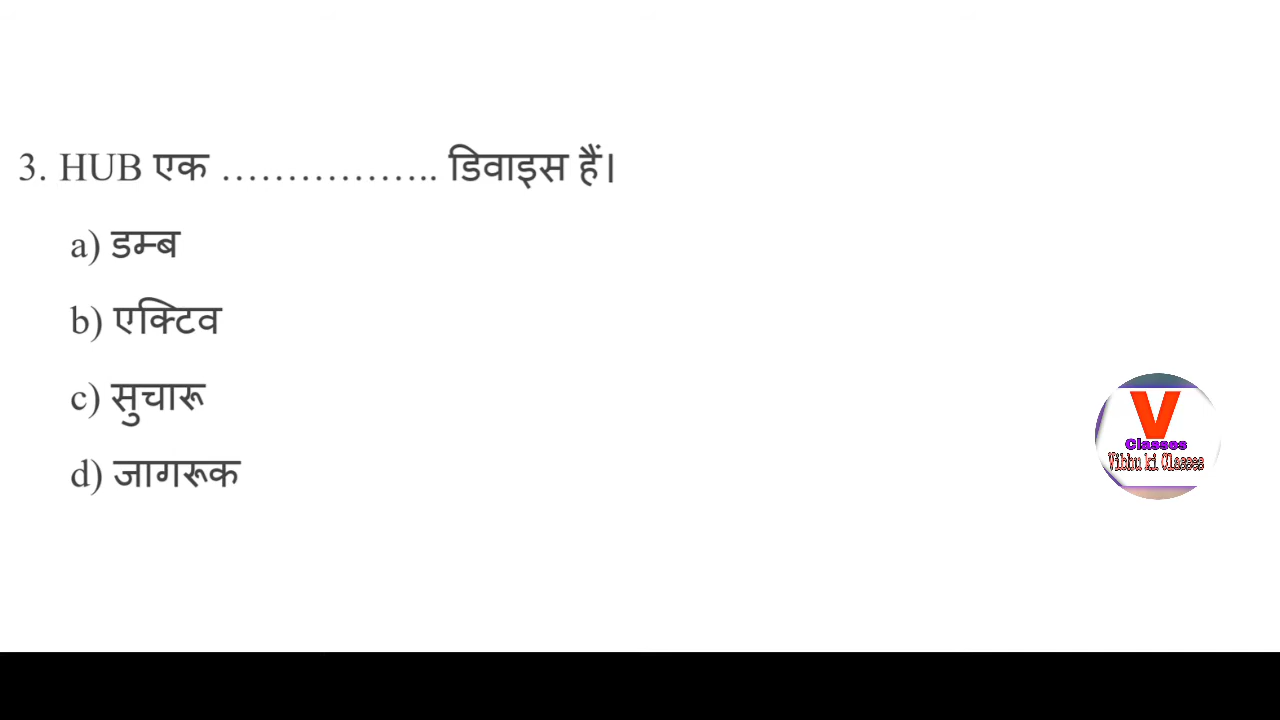 3. HUB एक ……………….. डिवाइस हैं।
a) डम्ब
b) एक्टिव
c) सुचारू
d) जागरूक
V
Classes
Vibhu ki Classes